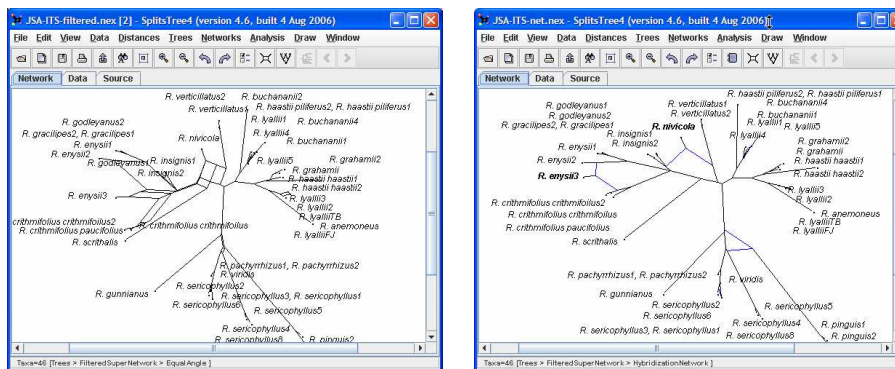 JSA-ITS-filtered.nex [2] - SplitsTree4 (version 4.6, built 4 Aug 2006)
File Edit View Data Distances Trees Networks Analysis Draw Window
Network Data Source
R. verticillatus2
R. buchananii2
R. godleyanus2
R. verticillatus1
R. haastii piliferus2, R. haastii piliferus1
R. gracilipes2, R. gracilipes1
R. lyallii1
R. buchananii4
R. nivicola
R. lyallii4
R. enysii1
R. buchananii1
R. enysii2
R. insignis1
R. godleyanus1
R. lyallii5
R. grahamii2
R. insignis2
R. grahamii
R. haastii haastii1
R. enysii3
R. haastii haastii2
R. lyallii3
R. lyallii2
crithmifolius crithmifolius2
R. lyalliiTB
R. crithmifolius paucifolius
crithmifolius crithmifolius
R. anemoneus
R. scrithalis
R. lyalliiFJ
R. pachyrrhizus1, R. pachyrrhizus2
R. viridis
R. gunnianus
R. sericophyllus2
R. sericophyllus3, R. sericophyllus1
R. sericophyllus6
R. sericophyllus5
R. sericophyllus4
R. pinguis1
R. sericophyllus8
R. pinguis2
Taxa=46 [Trees > FilteredSuperNetwork > EqualAngle ]
JSA-ITS-net.nex - SplitsTree4 (version 4.6, built 4 Aug 2006)
File Edit View Data Distances Trees Networks Analysis Draw Window
Network Data Source
R. haastii piliferus2, R. haastii piliferus1
R. godleyanus1
R. verticillatus1
R. buchananii4
R. godleyanus2
R. verticillatus2
R. lyallii1
R. gracilipes2, R. gracilipes1
R. insignis1
R. nivicola
R. lyallii5
R. lyallii4
R. enysii1
R. insignis2
R. grahamii2
R. enysii2
R. grahamii
R. haastii haastii1
R. enysii3
R. haastii haastii2
R. crithmifolius crithmifolius2
R. lyallii3
R. crithmifolius crithmifolius
R. lyallii2
R. crithmifolius paucifolius
R. lyalliiTB
R. scrithalis
R. lyalliiFJ
R. pachyrrhizus1, R. pachyrrhizus2
R. viridis
R. gunnianus
R. sericophyllus2
R. sericophyllus6
R. sericophyllus5
R. sericophyllus3, R. sericophyllus1
R. sericophyllus4
R. pinguis1
R. sericophyllus8
R. pinguis2
Taxa=46 [Trees > FilteredSuperNetwork > HybridizationNetwork ]